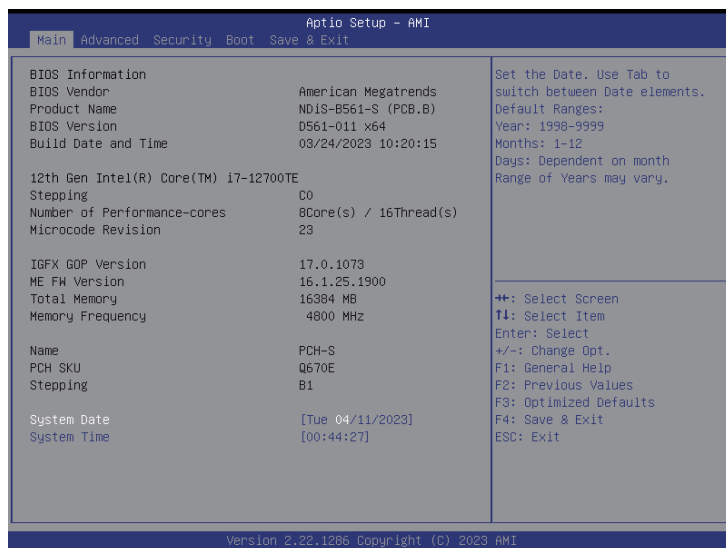 Aptio Setup – AMI
Main Advanced Security Boot Save & Exit
BIOS Information
BIOS Vendor American Megatrends
Product Name NDiS-B561-S (PCB.B)
BIOS Version D561-011 x64
Build Date and Time 03/24/2023 10:20:15
12th Gen Intel(R) Core(TM) i7-12700TE
Stepping C0
Number of Performance-cores 8Core(s) / 16Thread(s)
Microcode Revision 23
IGFX GOP Version 17.0.1073
ME FW Version 16.1.25.1900
Total Memory 16384 MB
Memory Frequency 4800 MHz
Name PCH-S
PCH SKU Q670E
Stepping B1
System Date [Tue 04/11/2023]
System Time [00:44:27]
Set the Date. Use Tab to
switch between Date elements.
Default Ranges:
Year: 1998-9999
Months: 1-12
Days: Dependent on month
Range of Years may vary.
→←: Select Screen
↑↓: Select Item
Enter: Select
+/-: Change Opt.
F1: General Help
F2: Previous Values
F3: Optimized Defaults
F4: Save & Exit
ESC: Exit
Version 2.22.1286 Copyright (C) 2023 AMI